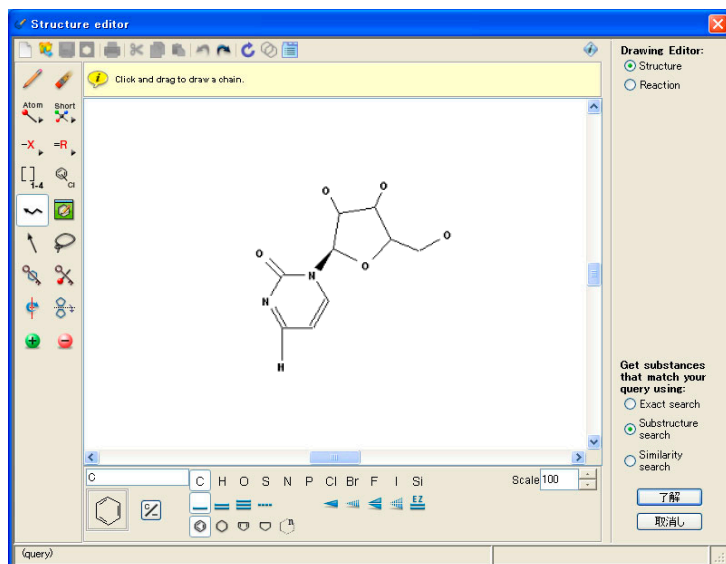 Structure editor
Click and drag to draw a chain.
Drawing Editor:
Structure
Reaction
Atom Short
-X =R
[ ] 1-4 Cl
O O
O
O
N O
N
H
Get substances
that match your
query using:
Exact search
Substructure
search
Similarity
search
了解
取消し
C
C H O S N P Cl Br F I Si
Scale 100
EZ
n
(query)